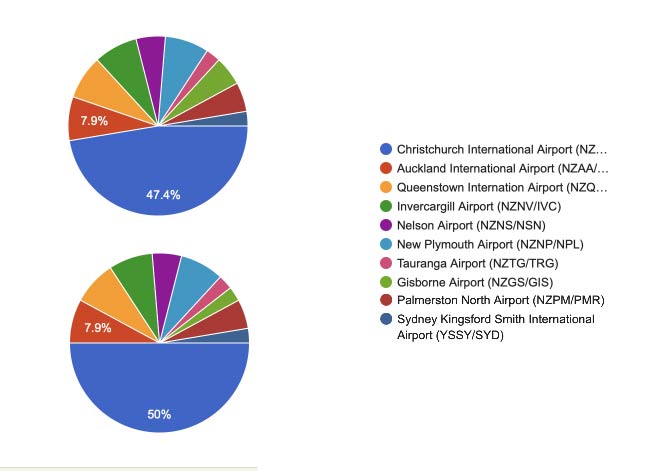 7.9%
47.4%
Christchurch International Airport (NZ...
Auckland International Airport (NZAA/...
Queenstown Internation Airport (NZQ...
Invercargill Airport (NZNV/IVC)
Nelson Airport (NZNS/NSN)
New Plymouth Airport (NZNP/NPL)
Tauranga Airport (NZTG/TRG)
Gisborne Airport (NZGS/GIS)
Palmerston North Airport (NZPM/PMR)
Sydney Kingsford Smith International
Airport (YSSY/SYD)
7.9%
50%